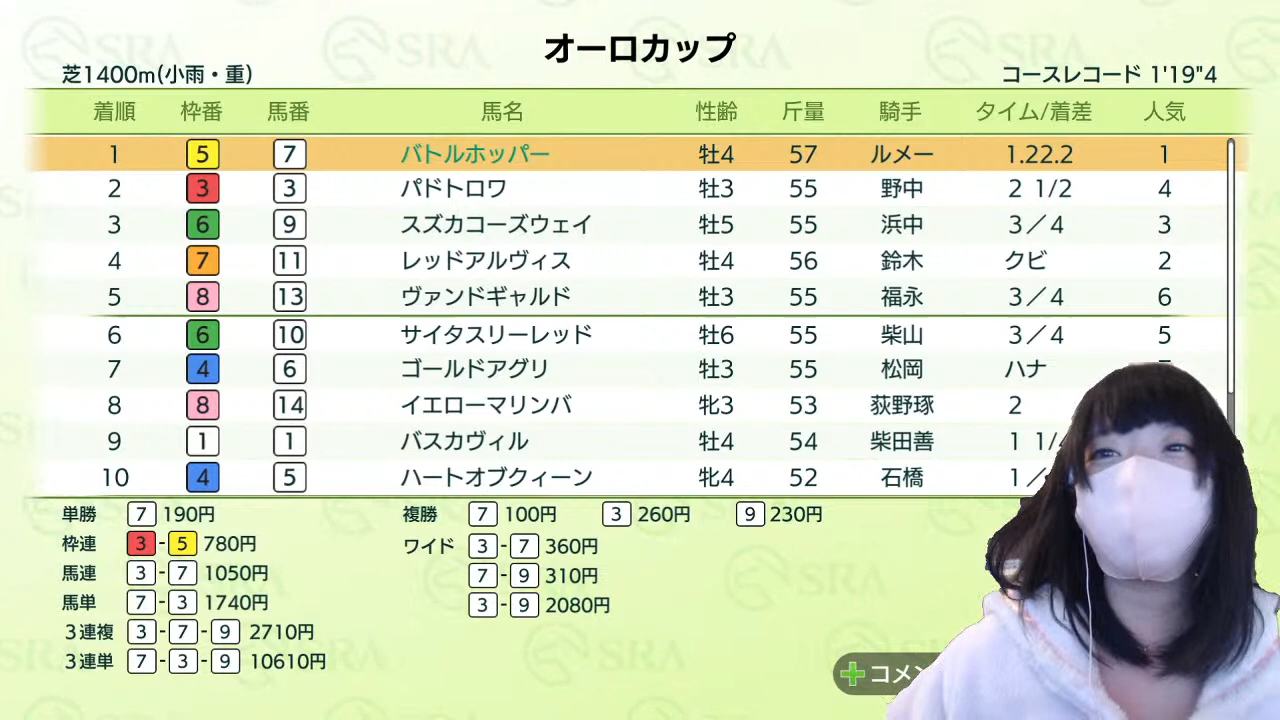 オーロカップ
芝1400m(小雨・重) コースレコード 1'19"4
着順 枠番 馬番 馬名 性齢 斤量 騎手 タイム/着差 人気
1 5 7 バトルホッパー 牡4 57 ルメール 1.22.2 1
2 3 3 パドトロワ 牡3 55 野中 2 1/2 4
3 6 9 スズカコーズウェイ 牡5 55 浜中 3/4 3
4 7 11 レッドアルヴィス 牡4 56 鈴木 クビ 2
5 8 13 ヴァンドギャルド 牡3 55 福永 3/4 6
6 6 10 サイタスリーレッド 牡6 55 柴山 3/4 5
7 4 6 ゴールドアグリ 牡3 55 松岡 ハナ
8 8 14 イエローマリンバ 牝3 53 荻野琢 2
9 1 1 バスカヴィル 牡4 54 柴田善 1 1/
10 4 5 ハートオブクィーン 牝4 52 石橋 1/
単勝 7 190円 複勝 7 100円 3 260円 9 230円
枠連 3-5 780円 ワイド 3-7 360円
馬連 3-7 1050円 7-9 310円
馬単 7-3 1740円 3-9 2080円
3連複 3-7-9 2710円
3連単 7-3-9 10610円
コメン
SRA